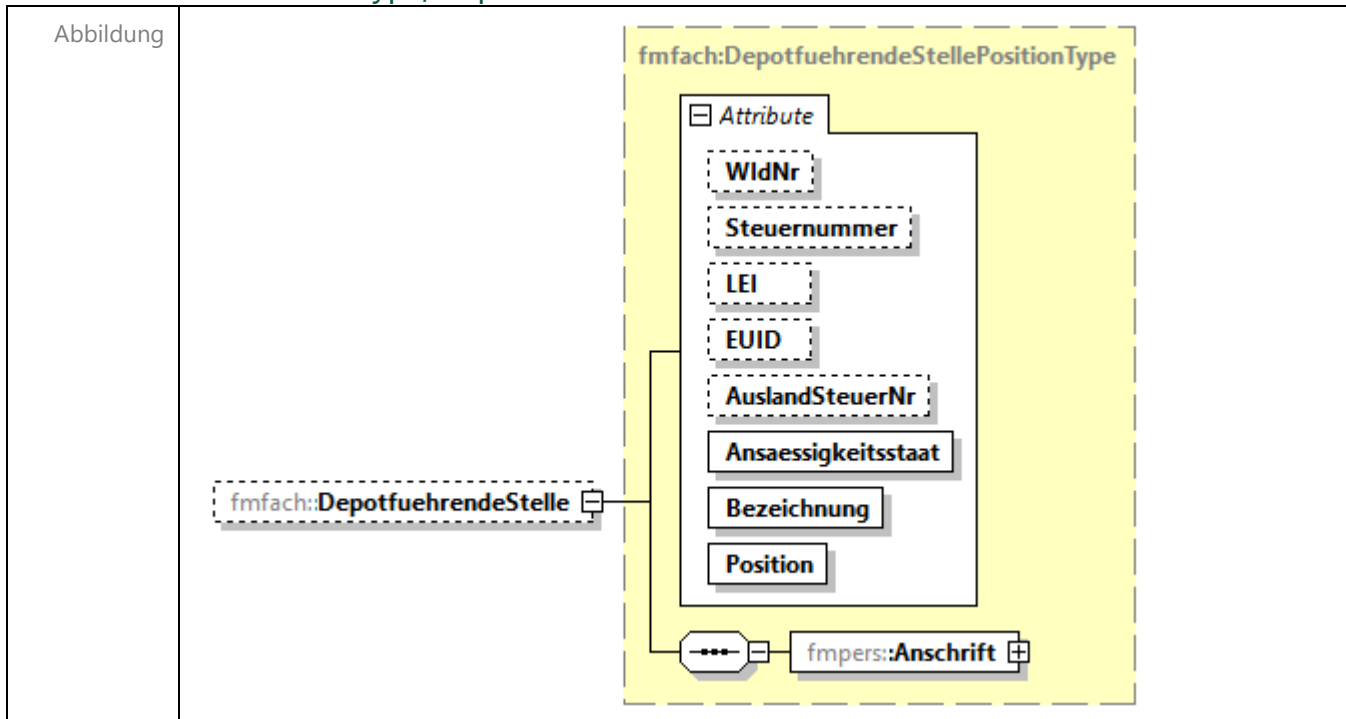 Abbildung
fmfach:DepotfuehrendeStellePositionType
Attribute
WIdNr
Steuernummer
LEI
EUID
AuslandSteuerNr
Ansaessigkeitsstaat
Bezeichnung
Position
fmfach::DepotfuehrendeStelle
fmpers::Anschrift